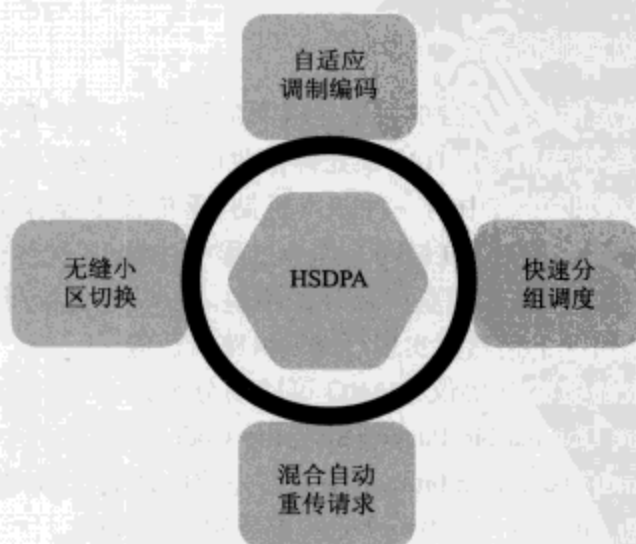 自适应
调制编码
无缝小
区切换
HSDPA
快速分
组调度
混合自动
重传请求